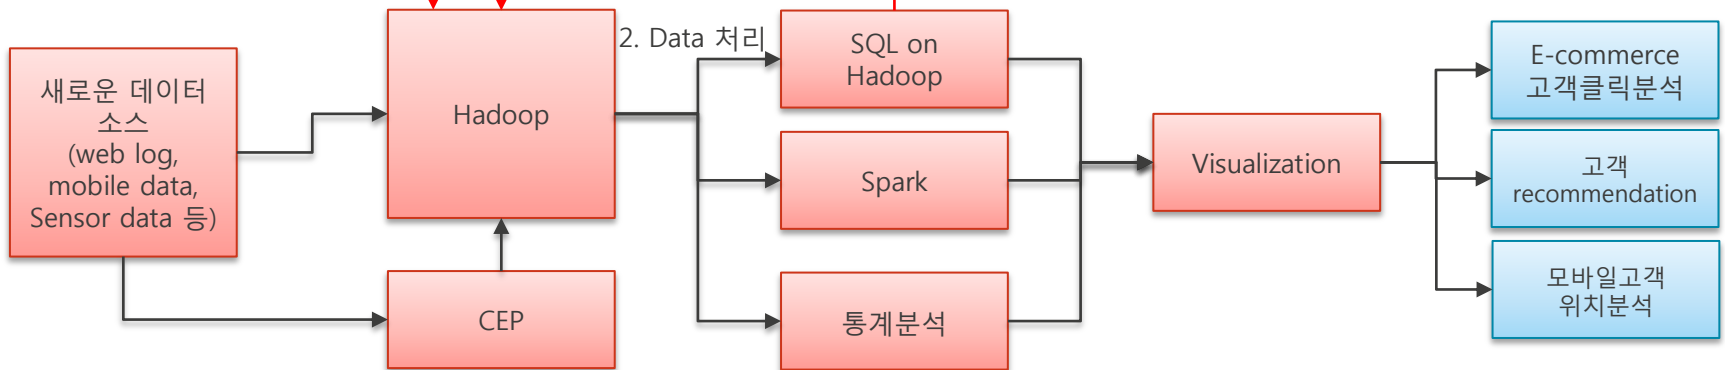 새로운 데이터
소스
(web log,
mobile data,
Sensor data 등)
Hadoop
CEP
2. Data 처리
SQL on
Hadoop
Spark
통계분석
Visualization
E-commerce
고객클릭분석
고객
recommendation
모바일고객
위치분석